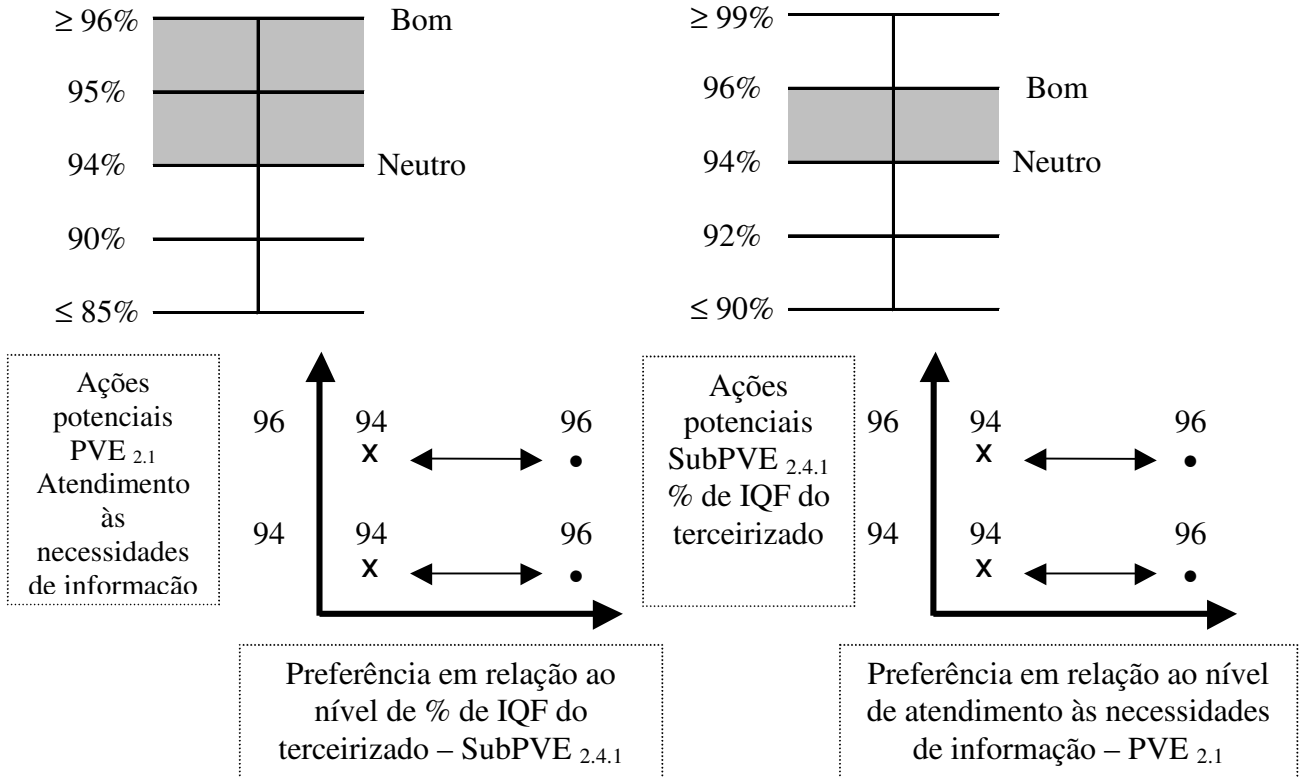 ≥ 96% Bom
95%
94% Neutro
90%
≤ 85%
≥ 99%
96% Bom
94% Neutro
92%
≤ 90%
Ações
potenciais
PVE 2.1
Atendimento
às
necessidades
de informação
96 94 96
x
94 94 96
x
Preferência em relação ao
nível de % de IQF do
terceirizado – SubPVE 2.4.1
Ações
potenciais
SubPVE 2.4.1
% de IQF do
terceirizado
96 94 96
x
94 94 96
x
Preferência em relação ao nível
de atendimento às necessidades
de informação – PVE 2.1